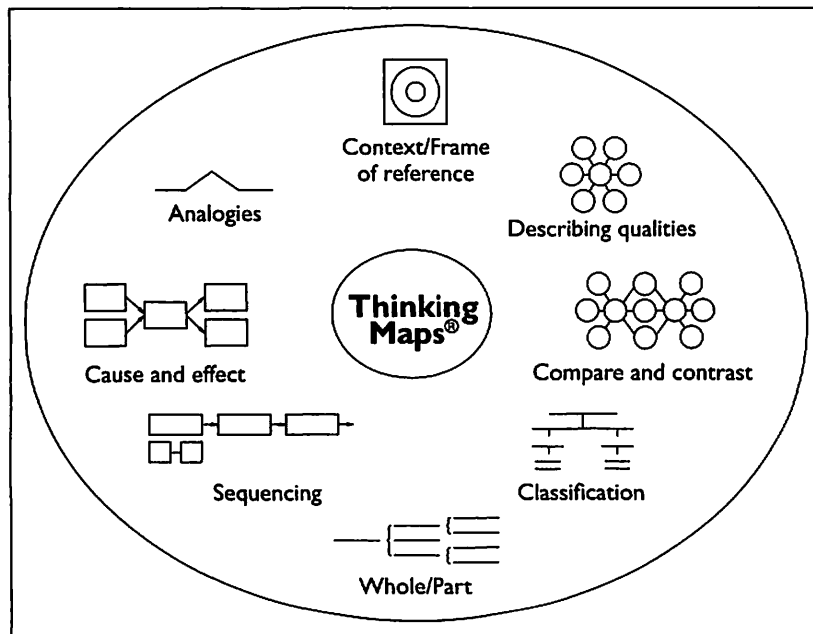 Context/Frame
of reference
Analogies
Describing qualities
Thinking
Maps®
Cause and effect
Compare and contrast
Sequencing
Classification
Whole/Part